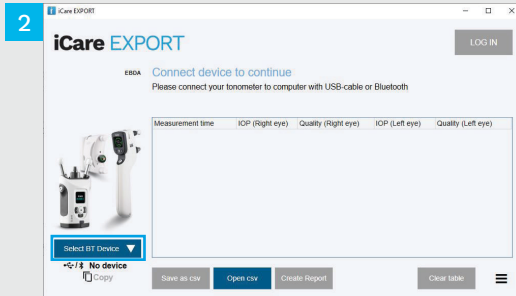 2
iCare EXPORT
iCare EXPORT
LOG IN
EBDA
Connect device to continue
Please connect your tonometer to computer with USB-cable or Bluetooth
Measurement time IOP (Right eye) Quality (Right eye) IOP (Left eye) Quality (Left eye)
Select BT Device
No device
Copy
Save as csv Open csv Create Report Clear table